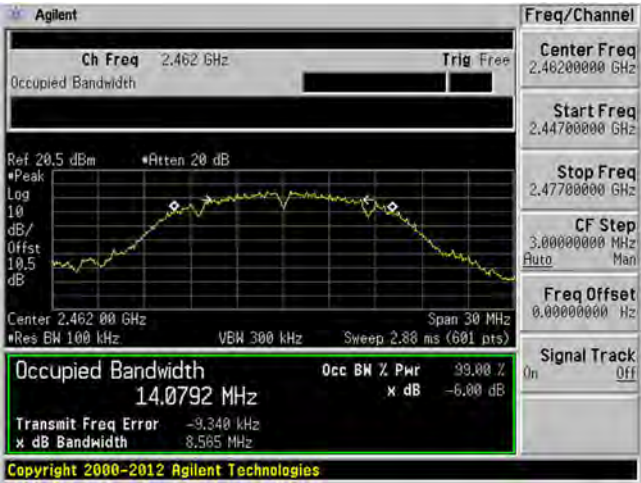 Agilent
Freq/Channel
Ch Freq 2.462 GHz Trig Free
Occupied Bandwidth
Center Freq
2.46200000 GHz
Start Freq
2.44700000 GHz
Stop Freq
2.47700000 GHz
CF Step
3.00000000 MHz
Auto Man
Freq Offset
0.00000000 Hz
Signal Track
On Off
Ref 20.5 dBm *Atten 20 dB
*Peak
Log
10
dB/
Offst
10.5
dB
Center 2.462 00 GHz Span 30 MHz
*Res BW 100 kHz VBW 300 kHz Sweep 2.88 ms (601 pts)
Occupied Bandwidth Occ BW % Pwr 99.00 %
14.0792 MHz x dB -6.00 dB
Transmit Freq Error -9.340 kHz
x dB Bandwidth 8.565 MHz
Copyright 2000-2012 Agilent Technologies